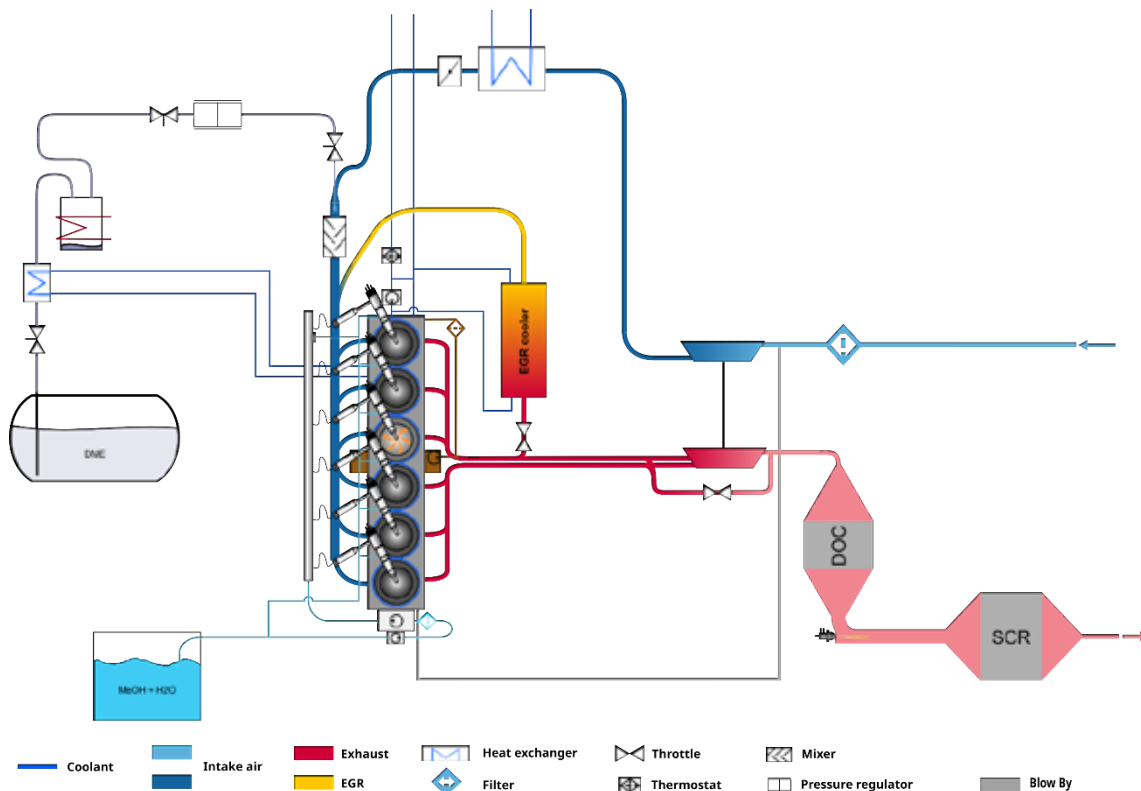 EGR cooler
DME
DOC
SCR
MeOH + H2O
Coolant
Intake air
Exhaust
EGR
Heat exchanger
Filter
Throttle
Thermostat
Mixer
Pressure regulator
Blow By